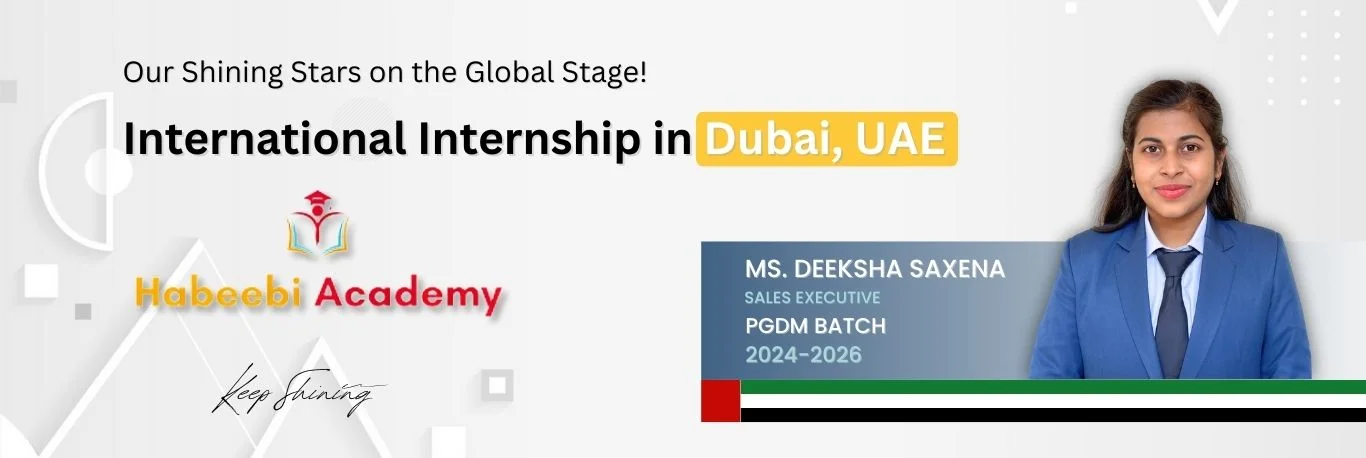 Our Shining Stars on the Global Stage!
International Internship in Dubai, UAE
Habeebi Academy
Keep Shining
MS. DEEKSHA SAXENA
SALES EXECUTIVE
PGDM BATCH
2024-2026